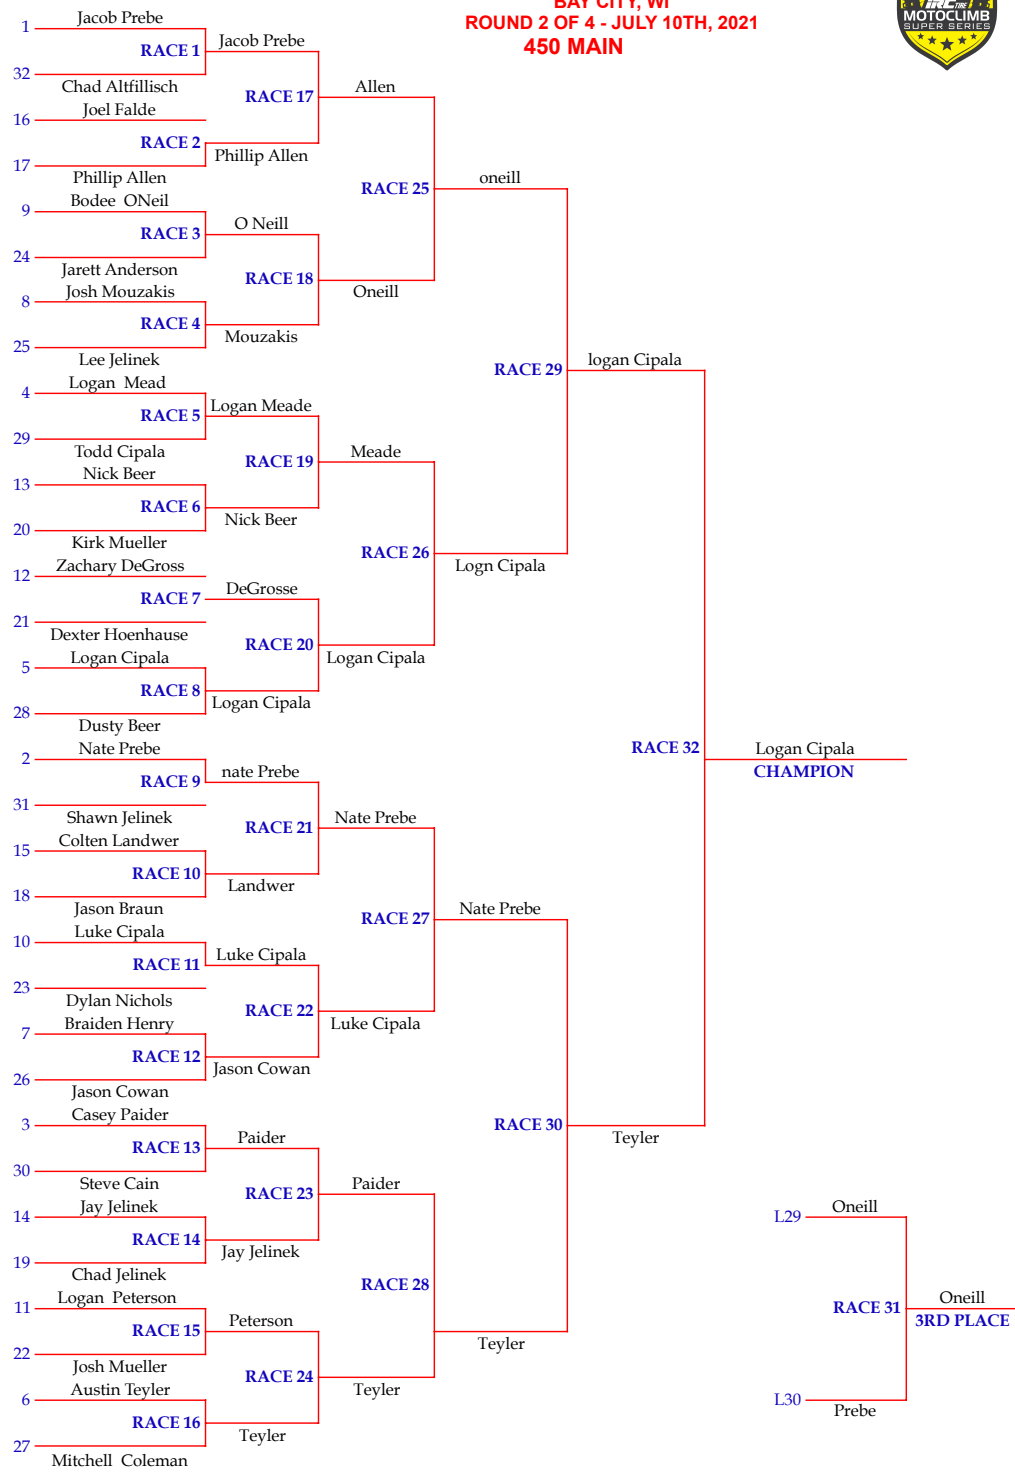 BAY CITY, WI
ROUND 2 OF 4 - JULY 10TH, 2021
450 MAIN
IRC TIRE
MOTOCLIMB
SUPER SERIES
1 Jacob Prebe
RACE 1 Jacob Prebe
32
Chad Altfillisch
RACE 17 Allen
Joel Falde
16
RACE 2
Phillip Allen
17
Phillip Allen
RACE 25 oneill
Bodee ONeil
9
RACE 3 O Neill
24
Jarett Anderson
RACE 18
Oneill
Josh Mouzakis
8
RACE 4
Mouzakis
25
Lee Jelinek
RACE 29 logan Cipala
Logan Mead
4
RACE 5 Logan Meade
29
Todd Cipala
RACE 19 Meade
Nick Beer
13
RACE 6
Nick Beer
20
Kirk Mueller
RACE 26
Logn Cipala
Zachary DeGross
12
RACE 7 DeGrosse
21
Dexter Hoenhause
RACE 20
Logan Cipala
Logan Cipala
5
RACE 8
Logan Cipala
28
Dusty Beer
RACE 32 Logan Cipala
CHAMPION
Nate Prebe
2
RACE 9 nate Prebe
31
Shawn Jelinek
RACE 21 Nate Prebe
Colten Landwer
15
RACE 10
Landwer
18
Jason Braun
RACE 27 Nate Prebe
Luke Cipala
10
RACE 11 Luke Cipala
23
Dylan Nichols
RACE 22
Luke Cipala
Braiden Henry
7
RACE 12
Jason Cowan
26
Jason Cowan
RACE 30
Teyler
Casey Paider
3
RACE 13 Paider
30
Steve Cain
RACE 23 Paider
Jay Jelinek
14
RACE 14
Jay Jelinek
19
Chad Jelinek
RACE 28
Teyler
Logan Peterson
11
RACE 15 Peterson
22
Josh Mueller
RACE 24
Teyler
Austin Teyler
6
RACE 16
Teyler
27
Mitchell Coleman
L29 Oneill
RACE 31 Oneill
3RD PLACE
L30
Prebe